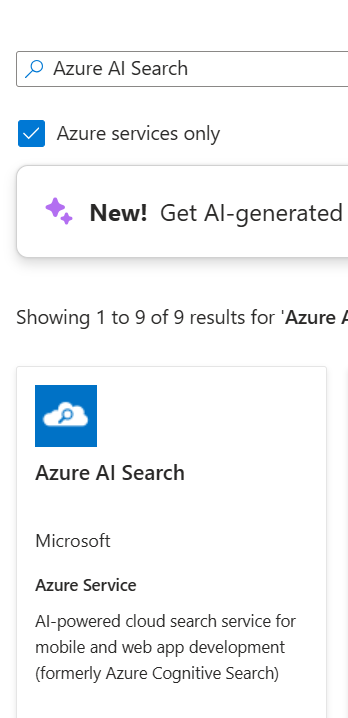 Azure AI Search
Azure services only
New! Get AI-generated
Showing 1 to 9 of 9 results for 'Azure A
Azure AI Search
Microsoft
Azure Service
AI-powered cloud search service for
mobile and web app development
(formerly Azure Cognitive Search)